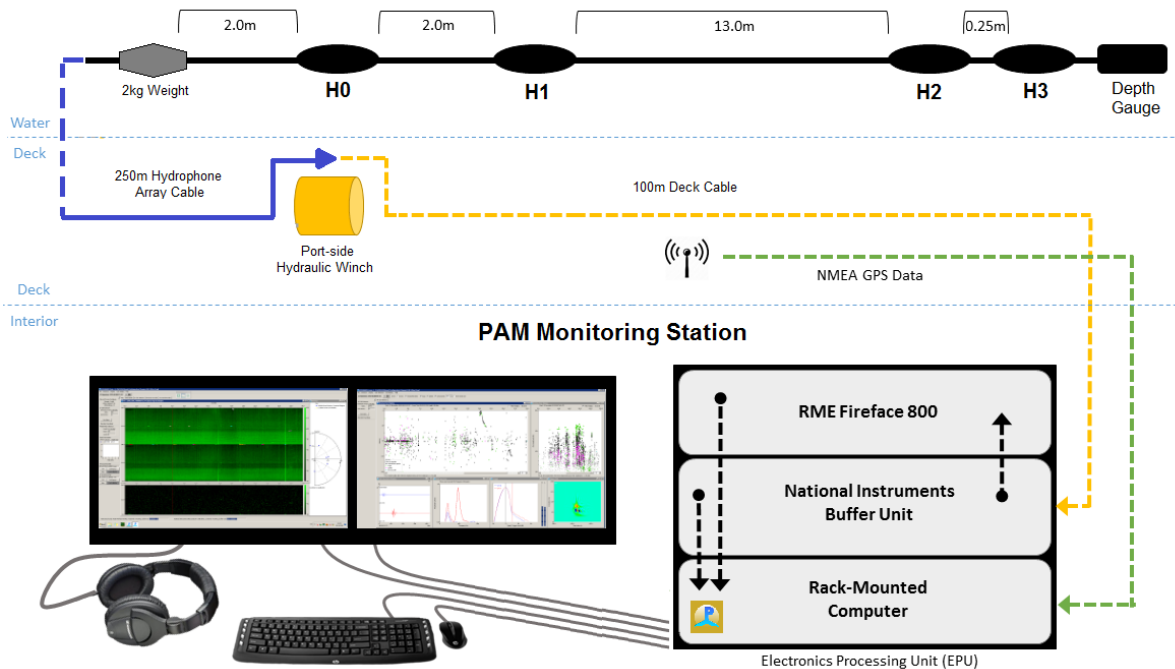 2.0m
2.0m
13.0m
0.25m
2kg Weight
H0
H1
H2
H3
Depth
Gauge
Water
Deck
250m Hydrophone
Array Cable
100m Deck Cable
Port-side
Hydraulic Winch
NMEA GPS Data
Deck
Interior
PAM Monitoring Station
RME Fireface 800
National Instruments
Buffer Unit
Rack-Mounted
Computer
P
Electronics Processing Unit (EPU)